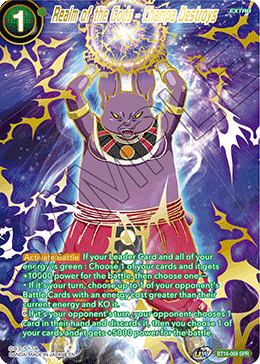 1
Realm of the Gods - Champa Destroys
EXTRA
Activate Battle If your Leader Card and all of your
energy is green : Choose 1 of your cards and it gets
+10000 power for the battle, then choose one—
• If it's your turn, choose up to 1 of your opponent's
Battle Cards with an energy cost greater than their
current energy and KO it.
• If it's your opponent's turn, your opponent chooses 1
card in their hand and discards it, then you choose 1 of
your cards and it gets +5000 power for the battle.
BT16-068 SPR